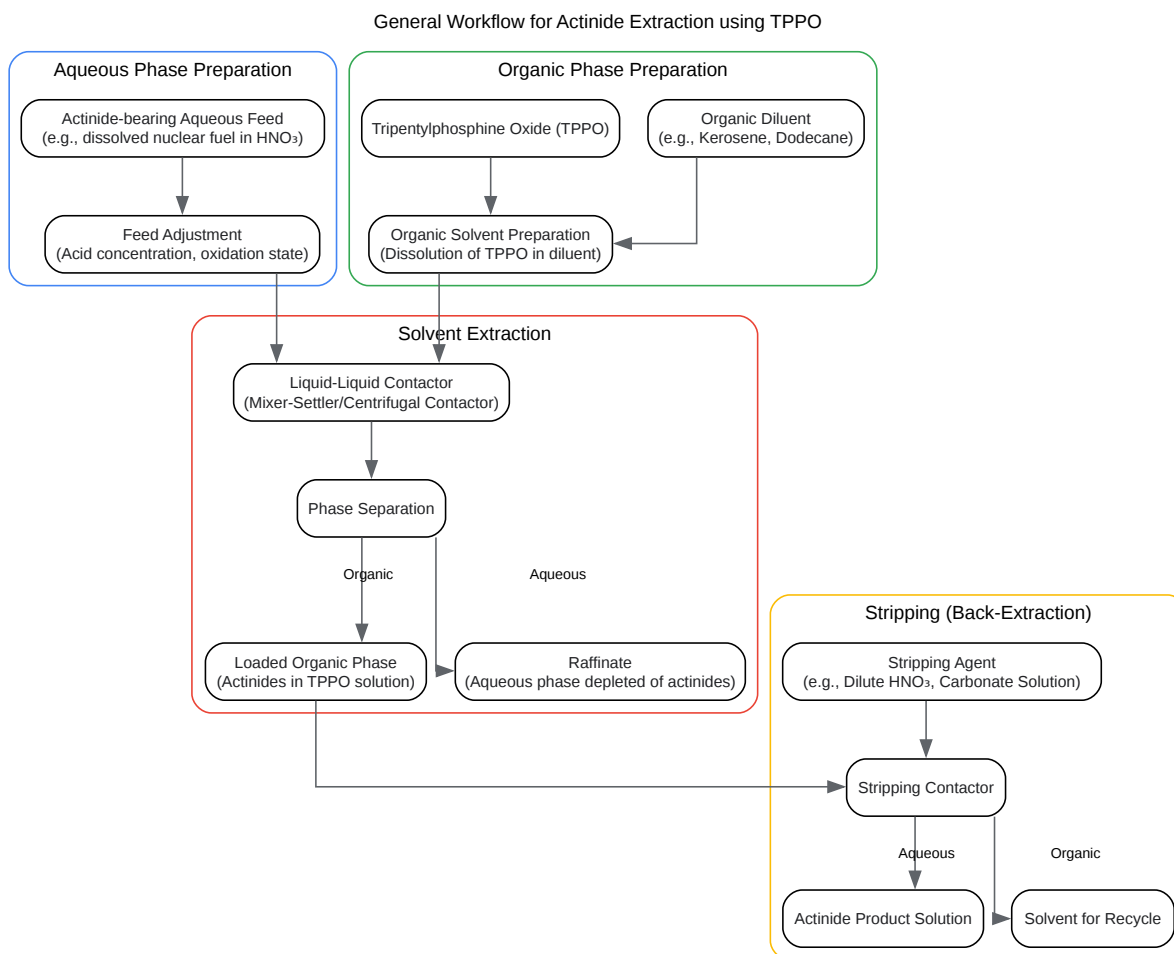 General Workflow for Actinide Extraction using TPPO
Aqueous Phase Preparation
Actinide-bearing Aqueous Feed
(e.g., dissolved nuclear fuel in HNO₃)
Feed Adjustment
(Acid concentration, oxidation state)
Organic Phase Preparation
Tripentylphosphine Oxide (TPPO)
Organic Diluent
(e.g., Kerosene, Dodecane)
Organic Solvent Preparation
(Dissolution of TPPO in diluent)
Solvent Extraction
Liquid-Liquid Contactor
(Mixer-Settler/Centrifugal Contactor)
Phase Separation
Organic
Aqueous
Loaded Organic Phase
(Actinides in TPPO solution)
Raffinate
(Aqueous phase depleted of actinides)
Stripping (Back-Extraction)
Stripping Agent
(e.g., Dilute HNO₃, Carbonate Solution)
Stripping Contactor
Aqueous
Organic
Actinide Product Solution
Solvent for Recycle